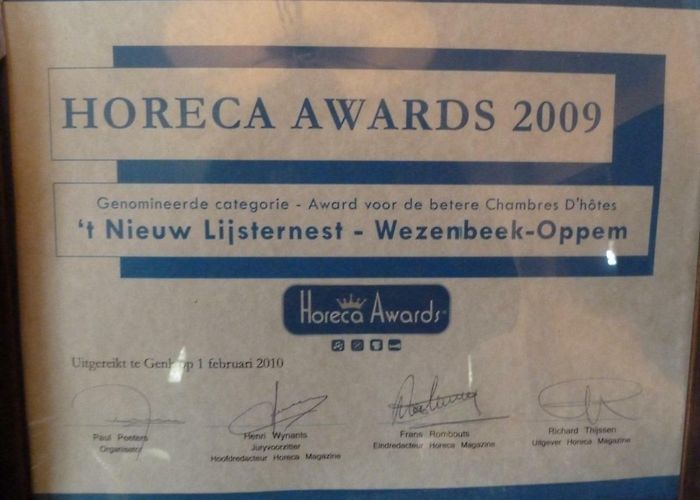 HORECA AWARDS 2009
Genomineerde categorie - Award voor de betere Chambres D'hôtes
't Nieuw Lijsternest - Wezenbeek-Oppem
Horeca Awards
Uitgereikt te Genk op 1 februari 2010
Paul Peeters
Organisator
Henri Wynants
Juryvoorzitter
Hoofdredacteur Horeca Magazine
Frans Rombouts
Eindredacteur Horeca Magazine
Richard Thijssen
Uitgever Horeca Magazine